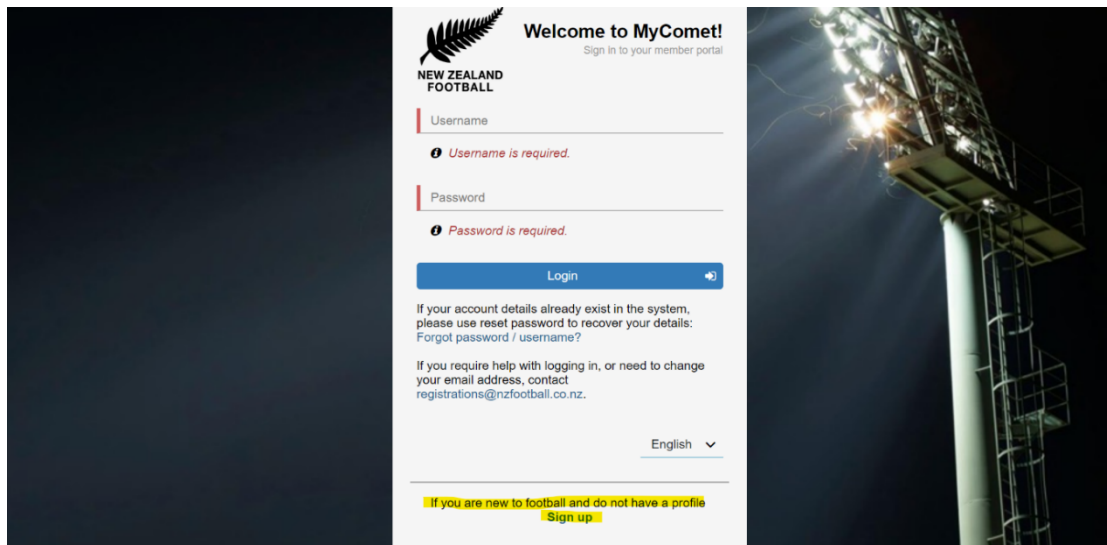 Welcome to MyComet!
Sign in to your member portal
NEW ZEALAND
FOOTBALL
Username
Username is required.
Password
Password is required.
Login
If your account details already exist in the system,
please use reset password to recover your details:
Forgot password / username?
If you require help with logging in, or need to change
your email address, contact
registrations@nzfootball.co.nz.
English
If you are new to football and do not have a profile
Sign up